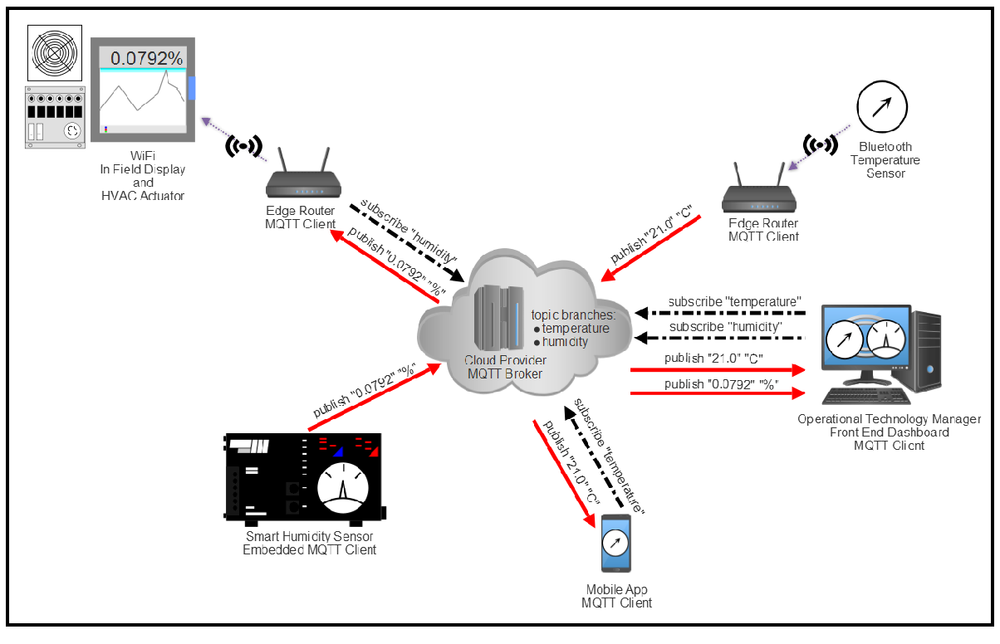 0.0792%
WiFi
In Field Display
and
HVAC Actuator
Edge Router
MQTT Client
subscribe "humidity"
publish "0.0792" "%"
Bluetooth
Temperature
Sensor
Edge Router
MQTT Client
publish "21.0" "C"
topic branches:
● temperature
● humidity
Cloud Provider
MQTT Broker
subscribe "temperature"
subscribe "humidity"
publish "21.0" "C"
publish "0.0792" "%"
Operational Technology Manager
Front End Dashboard
MQTT Client
publish "0.0792" "%"
Smart Humidity Sensor
Embedded MQTT Client
publish "21.0" "C"
subscribe "temperature"
Mobile App
MQTT Client